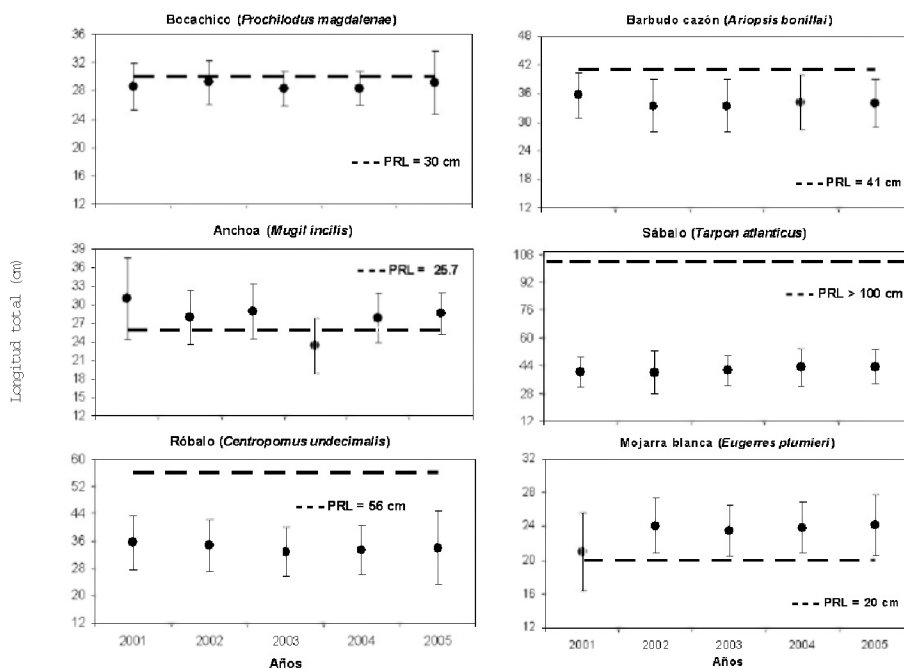 Bocachico (Prochilodus magdalenae)
36
32
28
24
20
16
12
PRL = 30 cm
Barbudo cazón (Ariopsis bonillai)
48
42
36
30
24
18
12
PRL = 41 cm
Longitud total (cm)
Anchoa (Mugil incilis)
39
36
33
30
27
24
21
18
15
12
PRL = 25.7
Sábalo (Tarpon atlanticus)
108
92
76
60
44
28
12
PRL > 100 cm
Róbalo (Centropomus undecimalis)
60
52
44
36
28
20
12
PRL = 56 cm
2001 2002 2003 2004 2005
Años
Mojarra blanca (Eugerres plumieri)
32
28
24
20
16
12
PRL = 20 cm
2001 2002 2003 2004 2005
Años